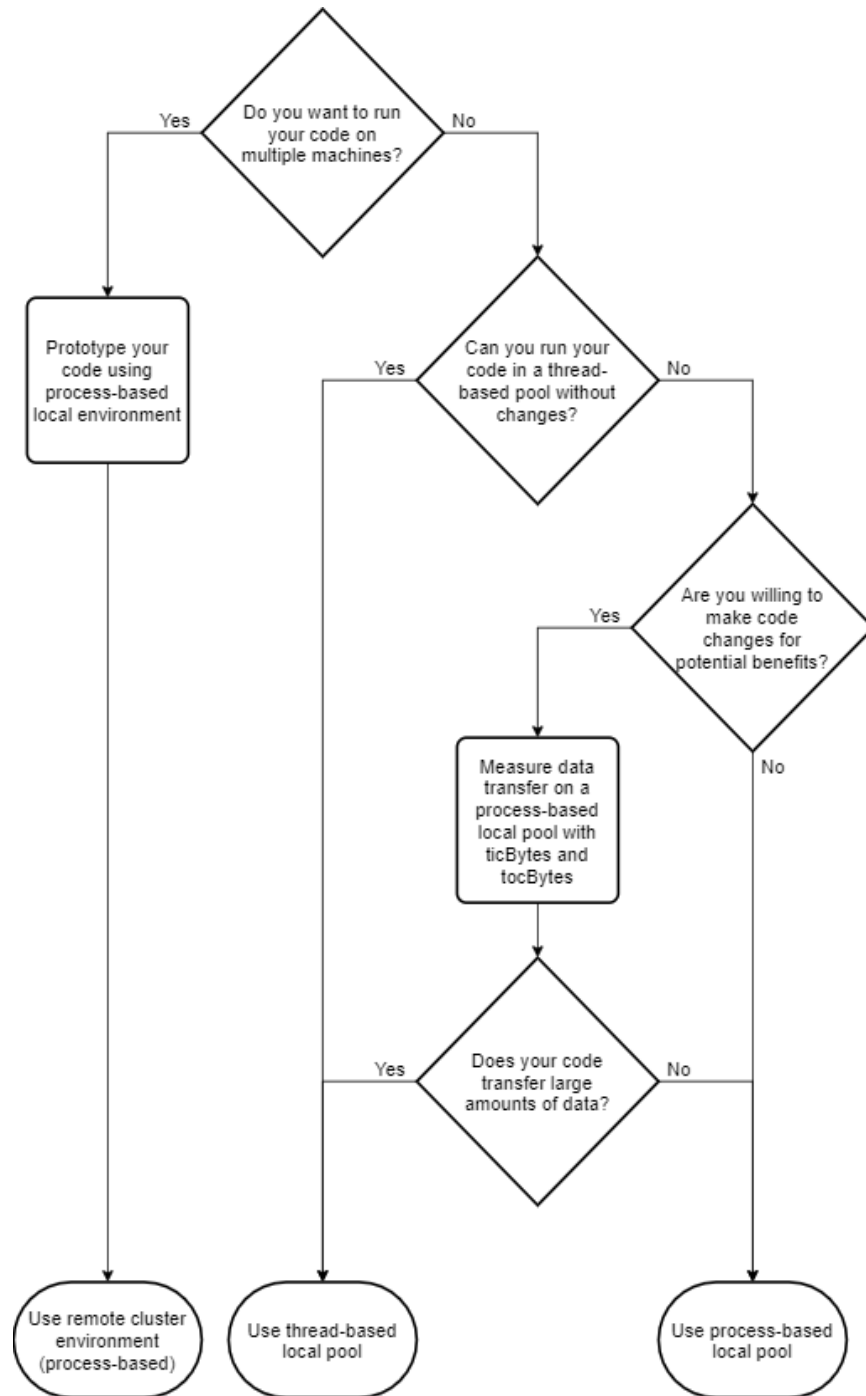 Do you want to run
your code on
multiple machines?
Yes
No
Prototype your
code using
process-based
local environment
Can you run your
code in a thread-
based pool without
changes?
Yes
No
Are you willing to
make code
changes for
potential benefits?
Yes
No
Measure data
transfer on a
process-based
local pool with
ticBytes and
tocBytes
Does your code
transfer large
amounts of data?
Yes
No
Use remote cluster
environment
(process-based)
Use thread-based
local pool
Use process-based
local pool